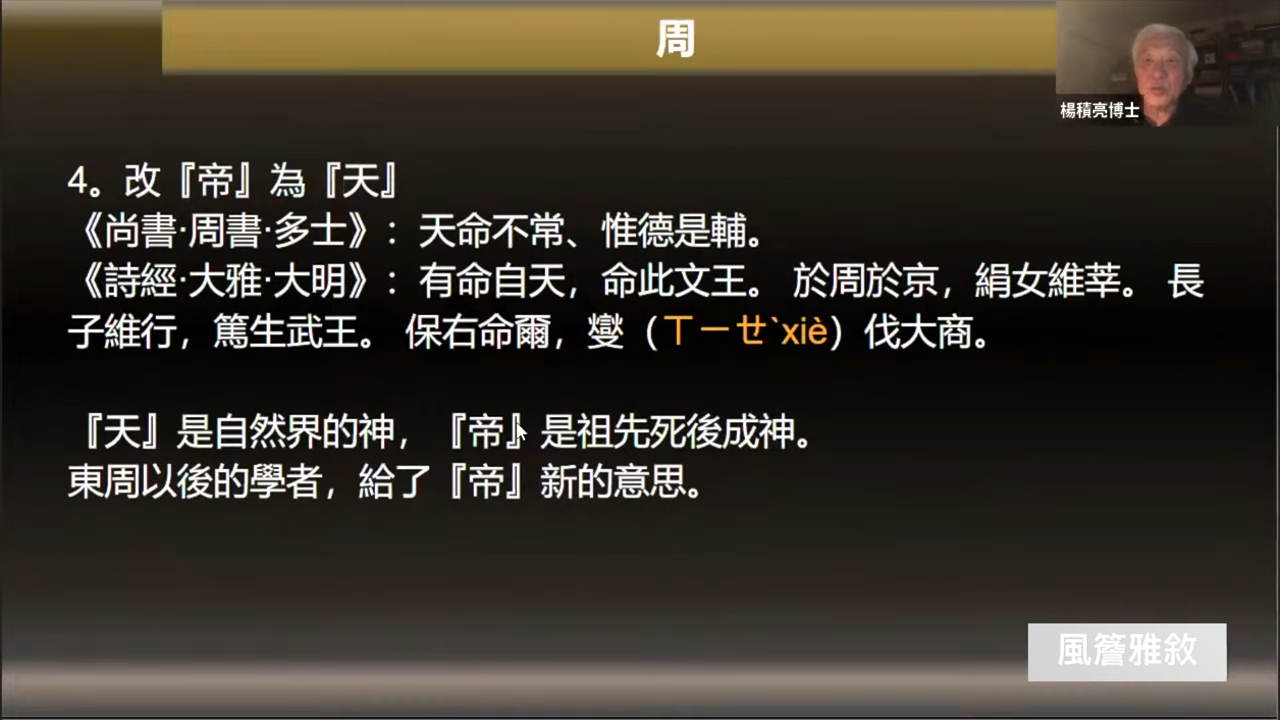 周
楊積亮博士
4。改『帝』為『天』
《尚書·周書·多士》：天命不常、惟德是輔。
《詩經·大雅·大明》：有命自天，命此文王。 於周於京，絹女維莘。 長
子維行，篤生武王。 保右命爾，燮（ㄒㄧㄝˋxiè）伐大商。
『天』是自然界的神，『帝』是祖先死後成神。
東周以後的學者，給了『帝』新的意思。
風簷雅敘